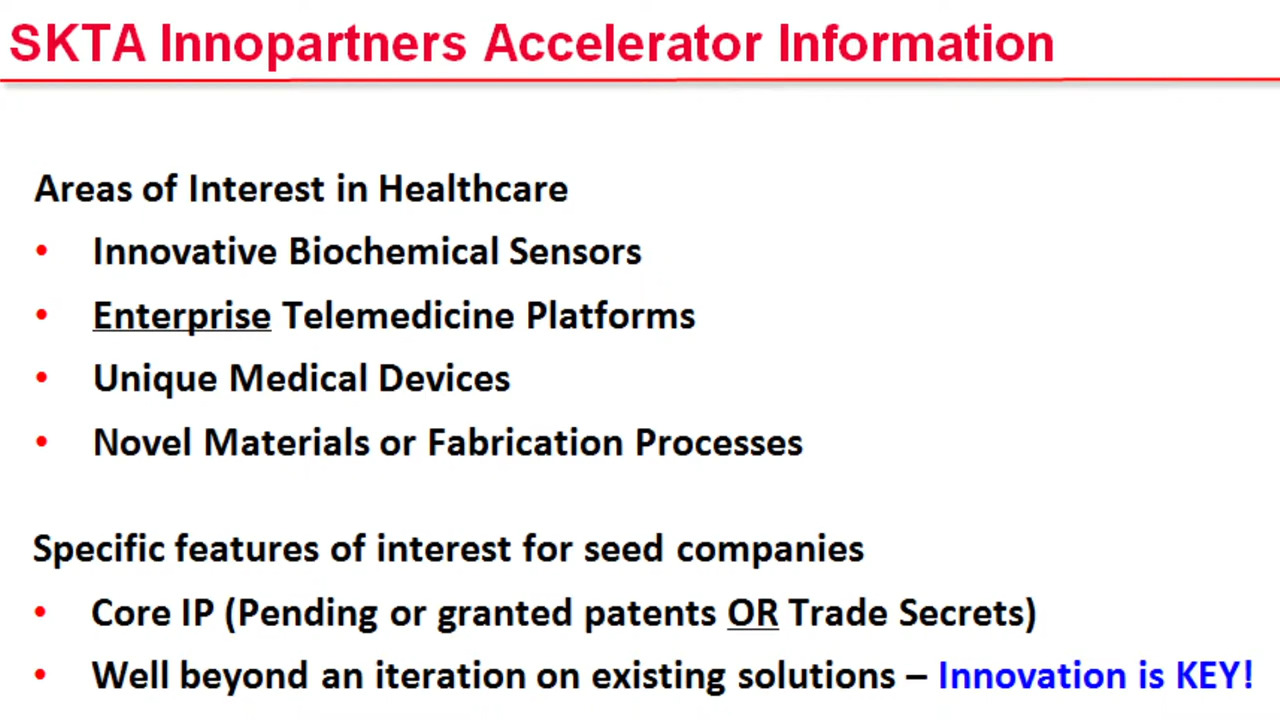 SKTA Innopartners Accelerator Information
Areas of Interest in Healthcare
• Innovative Biochemical Sensors
• Enterprise Telemedicine Platforms
• Unique Medical Devices
• Novel Materials or Fabrication Processes
Specific features of interest for seed companies
• Core IP (Pending or granted patents OR Trade Secrets)
• Well beyond an iteration on existing solutions – Innovation is KEY!